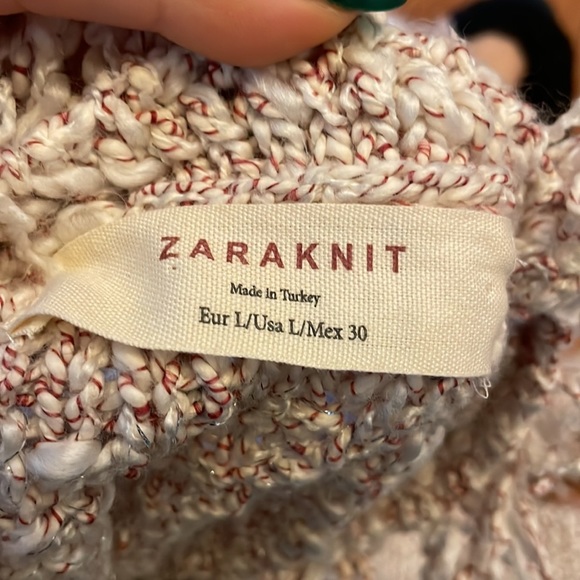 ZARAKNIT
Made in Turkey
Eur L/Usa L/Mex 30